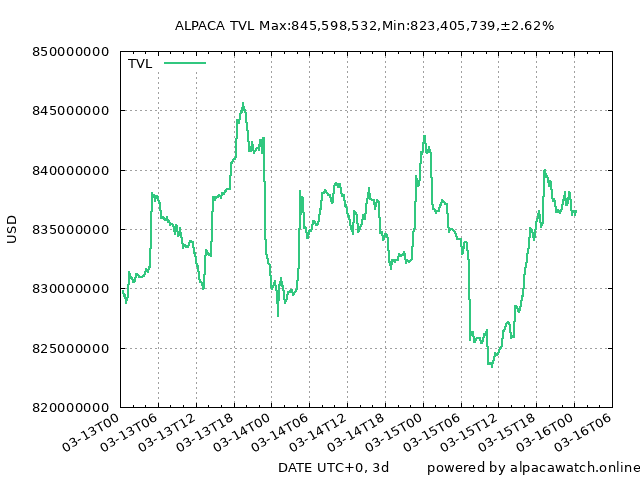 ALPACA TVL Max:845,598,532,Min:823,405,739,±2.62%
850000000
TVL
845000000
840000000
835000000
USD
830000000
825000000
820000000
03-13T00 03-13T06 03-13T12 03-13T18 03-14T00 03-14T06 03-14T12 03-14T18 03-15T00 03-15T06 03-15T12 03-15T18 03-16T00 03-16T06
DATE UTC+0, 3d powered by alpacawatch.online